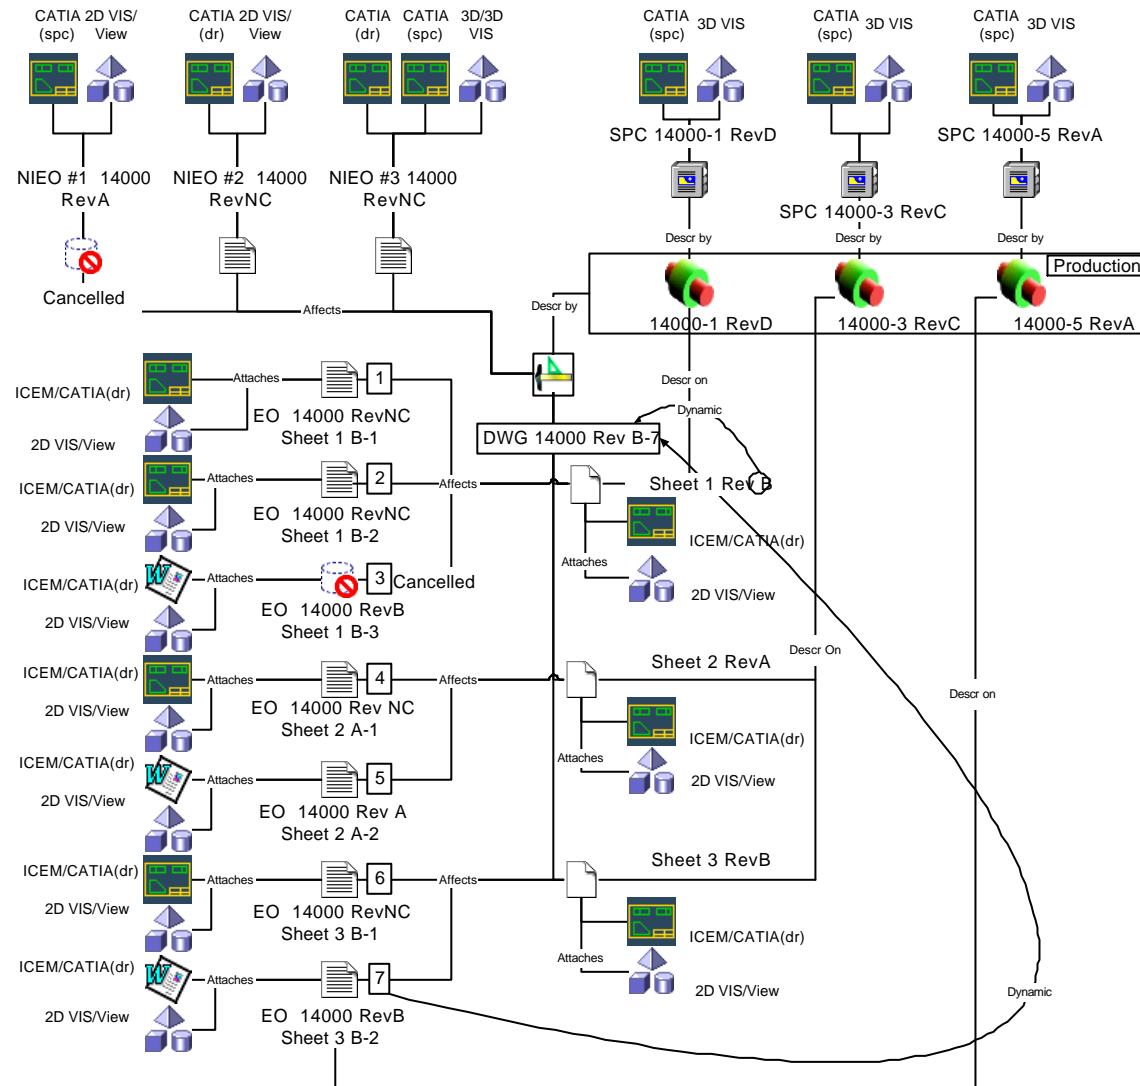 CATIA 2D VIS/
(spc) View
CATIA 2D VIS/
(dr) View
CATIA CATIA 3D/3D
(dr) (spc) VIS
CATIA 3D VIS
(spc)
CATIA 3D VIS
(spc)
CATIA 3D VIS
(spc)
SPC 14000-1 RevD
SPC 14000-5 RevA
NIEO #1 14000
RevA
NIEO #2 14000
RevNC
NIEO #3 14000
RevNC
SPC 14000-3 RevC
Descr by
Descr by
Descr by
Production
Cancelled
Affects
Descr by
14000-1 RevD
14000-3 RevC
14000-5 RevA
ICEM/CATIA(dr)
Attaches
1
Descr on
Dynamic
EO 14000 RevNC
Sheet 1 B-1
2D VIS/View
DWG 14000 Rev B-7
ICEM/CATIA(dr)
Attaches
2
Affects
Sheet 1 Rev B
EO 14000 RevNC
Sheet 1 B-2
2D VIS/View
ICEM/CATIA(dr)
Attaches
2D VIS/View
ICEM/CATIA(dr)
Attaches
3
Cancelled
EO 14000 RevB
Sheet 1 B-3
2D VIS/View
Descr On
ICEM/CATIA(dr)
Attaches
4
Affects
Sheet 2 RevA
EO 14000 Rev NC
Sheet 2 A-1
2D VIS/View
Descr on
ICEM/CATIA(dr)
Attaches
2D VIS/View
ICEM/CATIA(dr)
Attaches
5
2D VIS/View
EO 14000 Rev A
Sheet 2 A-2
ICEM/CATIA(dr)
Attaches
6
Affects
Sheet 3 RevB
2D VIS/View
EO 14000 RevNC
Sheet 3 B-1
ICEM/CATIA(dr)
Attaches
2D VIS/View
ICEM/CATIA(dr)
Attaches
7
Dynamic
2D VIS/View
EO 14000 RevB
Sheet 3 B-2